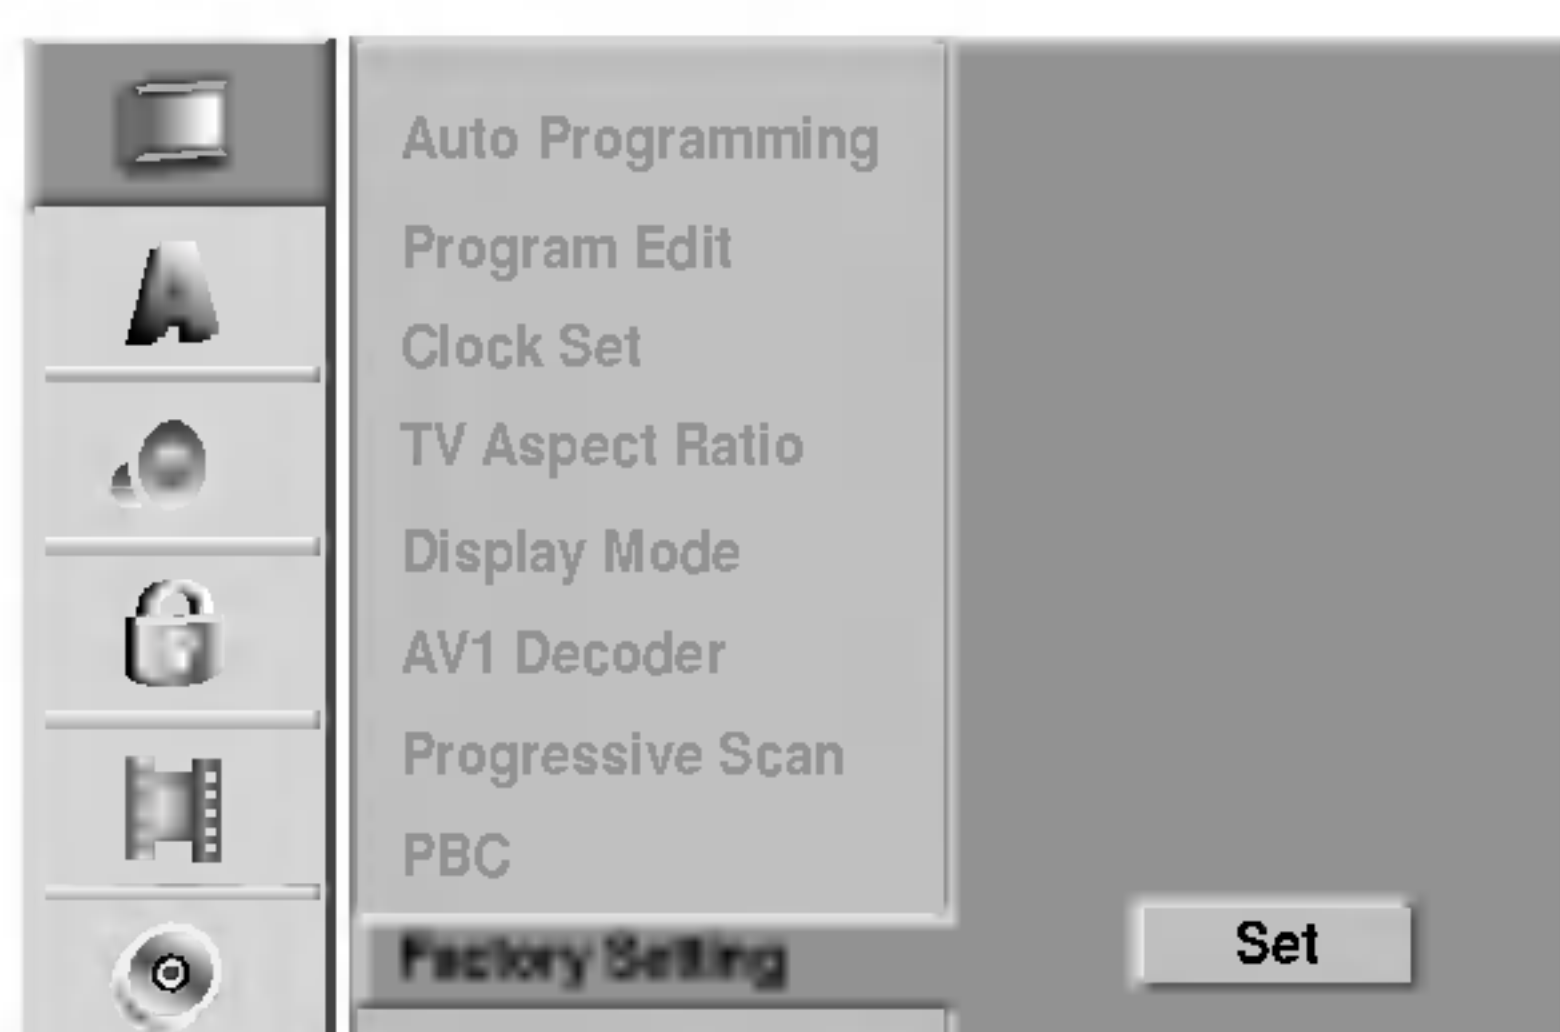 Auto Programming
Program Edit
Clock Set
TV Aspect Ratio
Display Mode
AV1 Decoder
Progressive Scan
PBC
Factory Setting
Set